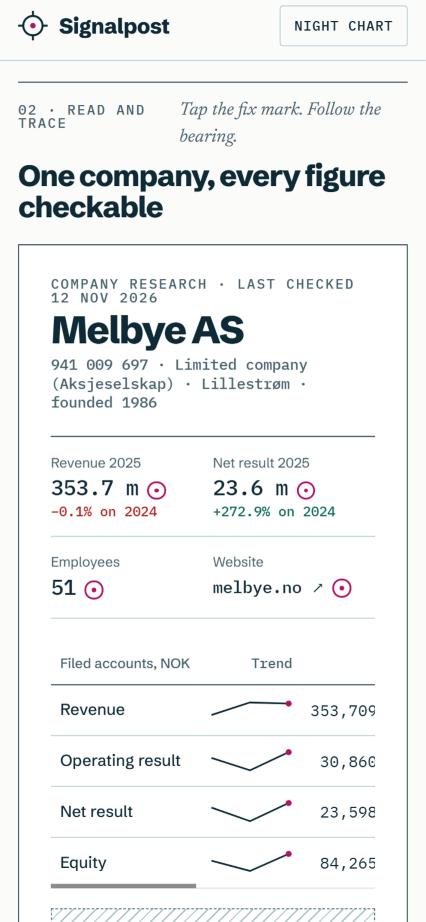 Signalpost
NIGHT CHART
02 · READ AND TRACE
Tap the fix mark. Follow the bearing.
One company, every figure checkable
COMPANY RESEARCH · LAST CHECKED
12 NOV 2026
Melbye AS
941 009 697 · Limited company
(Aksjeselskap) · Lillestrøm ·
founded 1986
Revenue 2025
353.7 m
−0.1% on 2024
Net result 2025
23.6 m
+272.9% on 2024
Employees
51
Website
melbye.no ↗
Filed accounts, NOK Trend
Revenue 353,709
Operating result 30,860
Net result 23,598
Equity 84,265